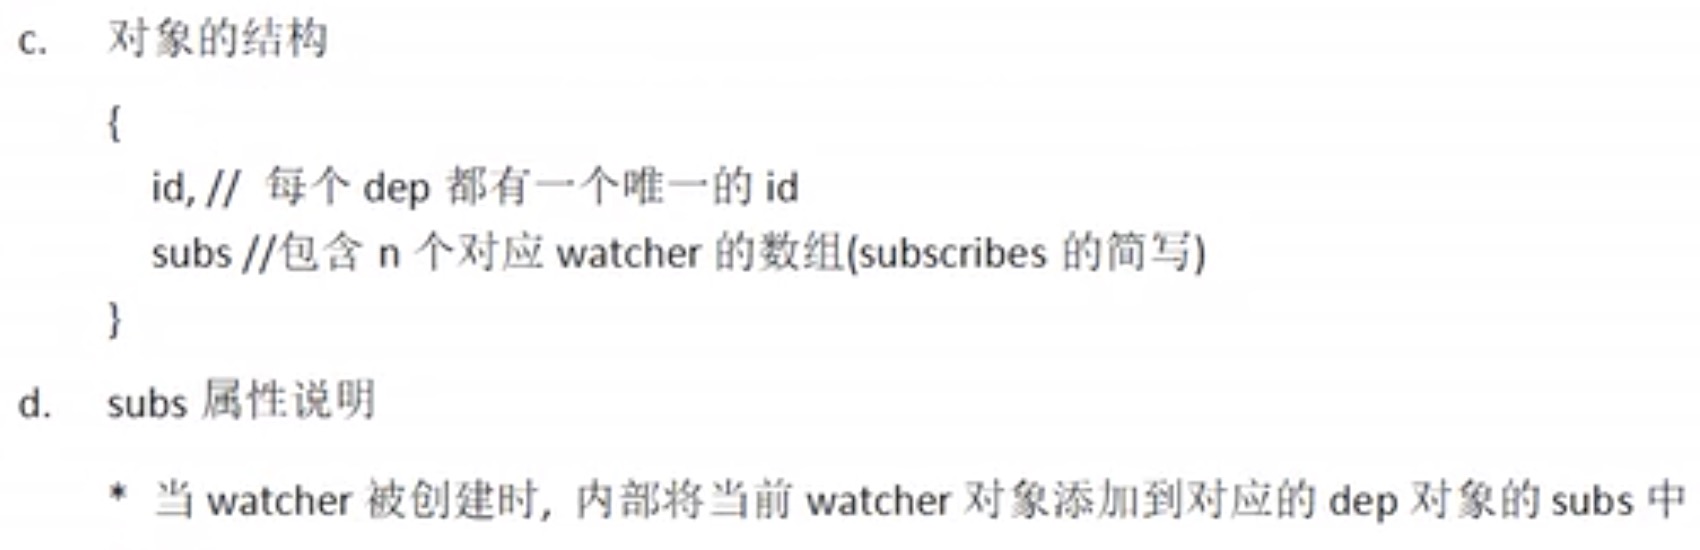 c. 对象的结构
{
id, // 每个 dep 都有一个唯一的 id
subs //包含 n 个对应 watcher 的数组(subscribes 的简写)
}
d. subs 属性说明
* 当 watcher 被创建时, 内部将当前 watcher 对象添加到对应的 dep 对象的 subs 中